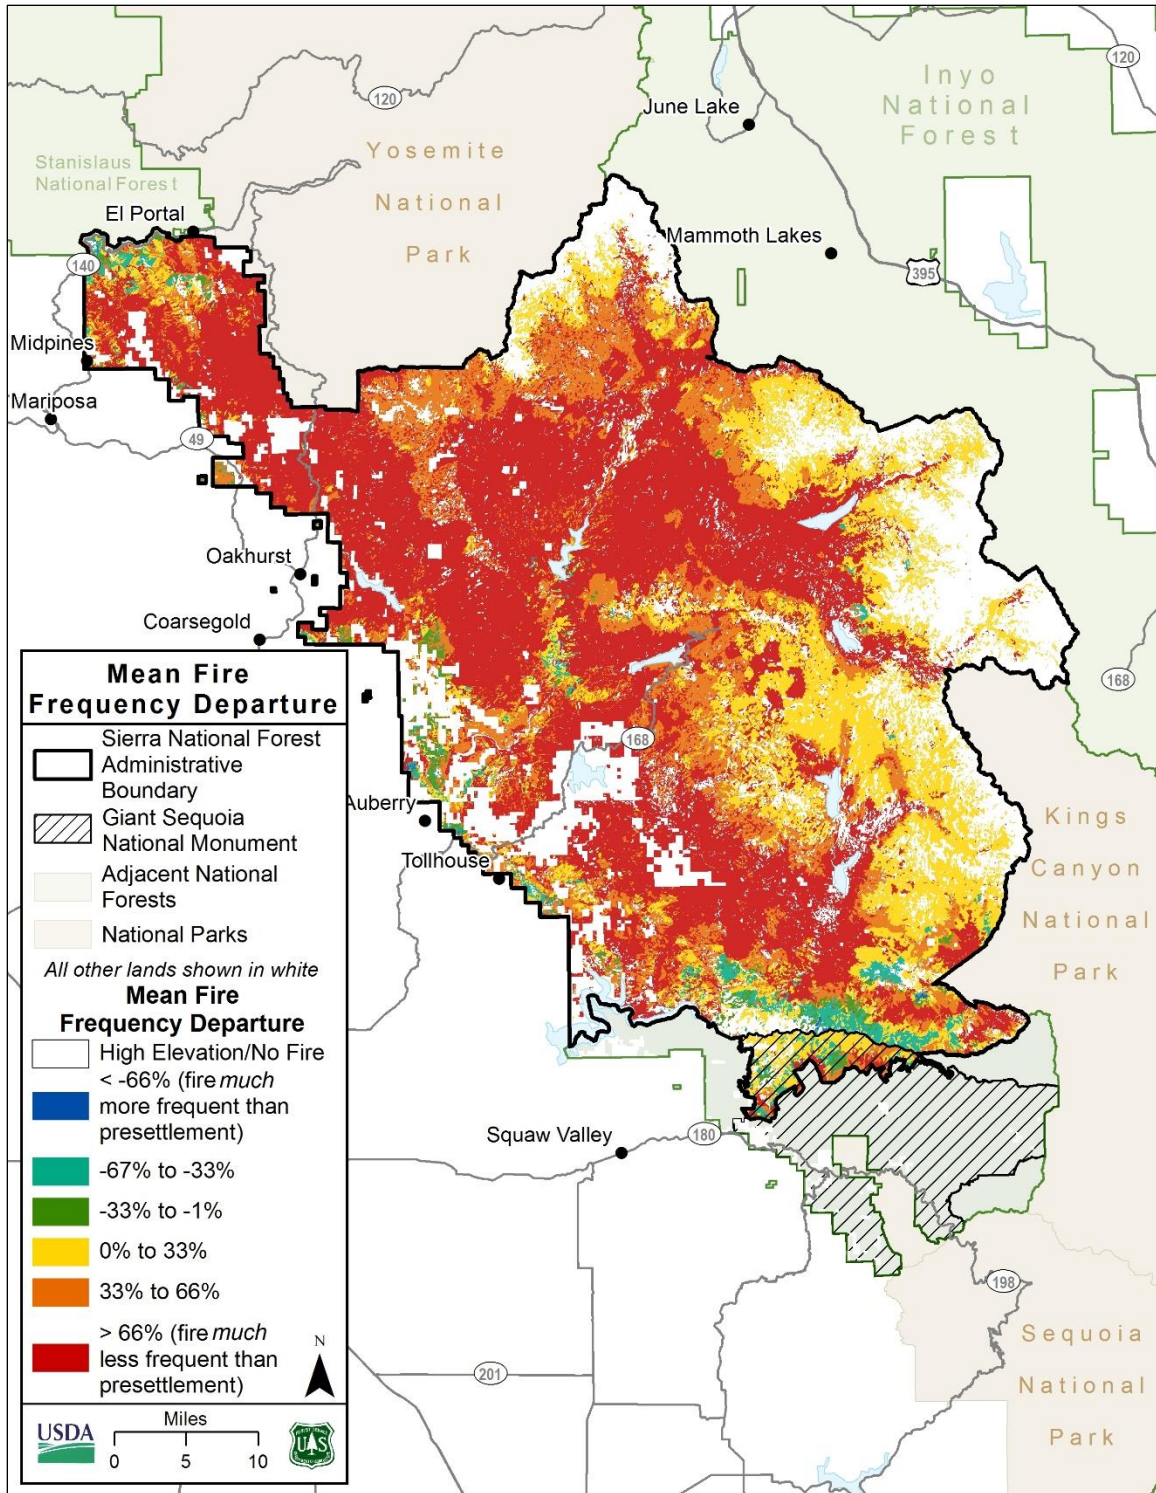 120
120
Inyo
National
Forest
June Lake
Yosemite
National
Park
Stanislaus
National Forest
El Portal
Mammoth Lakes
140
395
Midpines
Mariposa
49
Oakhurst
Coarsegold
168
168
Auberry
Tollhouse
Kings
Canyon
National
Park
Squaw Valley
180
198
201
Sequoia
National
Park
Mean Fire
Frequency Departure
Sierra National Forest
Administrative
Boundary
Giant Sequoia
National Monument
Adjacent National
Forests
National Parks
All other lands shown in white
Mean Fire
Frequency Departure
High Elevation/No Fire
< -66% (fire much
more frequent than
presettlement)
-67% to -33%
-33% to -1%
0% to 33%
33% to 66%
> 66% (fire much
less frequent than
presettlement)
N
USDA
Miles
0 5 10
U S